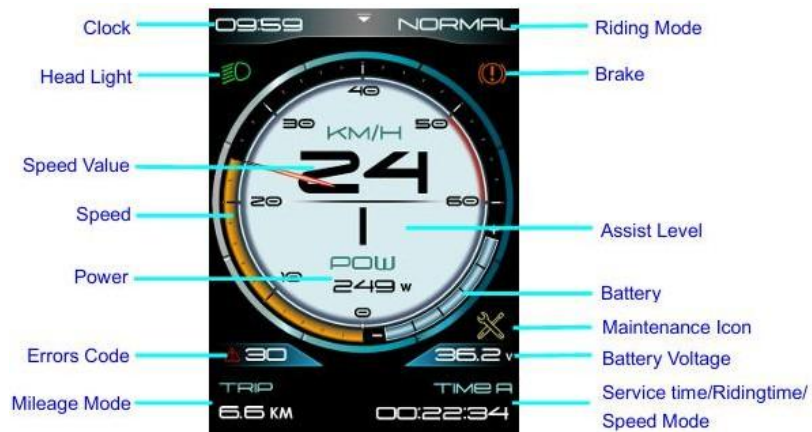 Clock
09:59
NORMAL
Riding Mode
Head Light
Brake
40
30
50
KM/H
Speed Value
24
20
60
Speed
1
Assist Level
POW
Power
249 W
10
0
Battery
Maintenance Icon
Errors Code
30
36.2 V
Battery Voltage
TRIP
TIME A
Mileage Mode
6.6 KM
00:22:34
Service time/Ridingtime/
Speed Mode